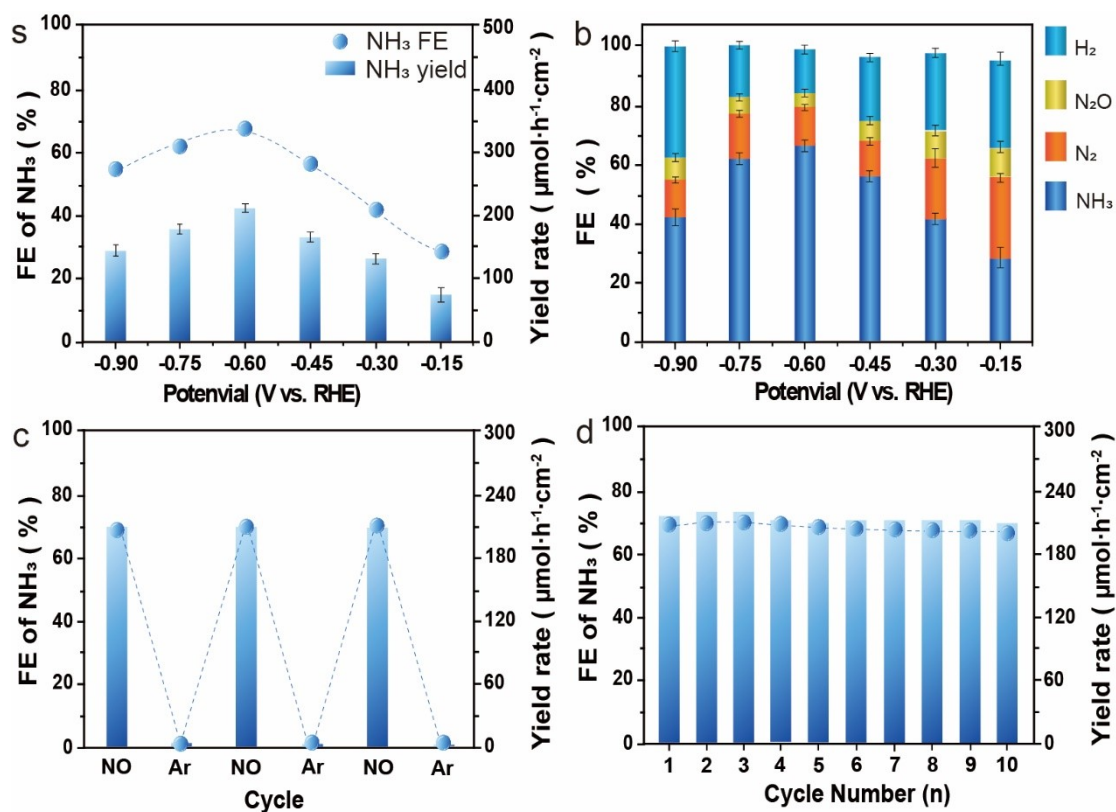 s
NH₃ FE
NH₃ yield
FE of NH₃ ( % )
100
80
60
40
20
0
500
400
300
200
100
0
Yield rate ( μmol·h⁻¹·cm⁻² )
-0.90 -0.75 -0.60 -0.45 -0.30 -0.15
Potenvial (V vs. RHE)
b
FE ( % )
100
80
60
40
20
0
-0.90 -0.75 -0.60 -0.45 -0.30 -0.15
Potenvial (V vs. RHE)
H₂
N₂O
N₂
NH₃
c
FE of NH₃ ( % )
100
80
60
40
20
0
300
240
180
120
60
0
Yield rate ( μmol·h⁻¹·cm⁻² )
NO Ar NO Ar NO Ar
Cycle
d
FE of NH₃ ( % )
100
80
60
40
20
0
300
240
180
120
60
0
Yield rate ( μmol·h⁻¹·cm⁻² )
1 2 3 4 5 6 7 8 9 10
Cycle Number (n)